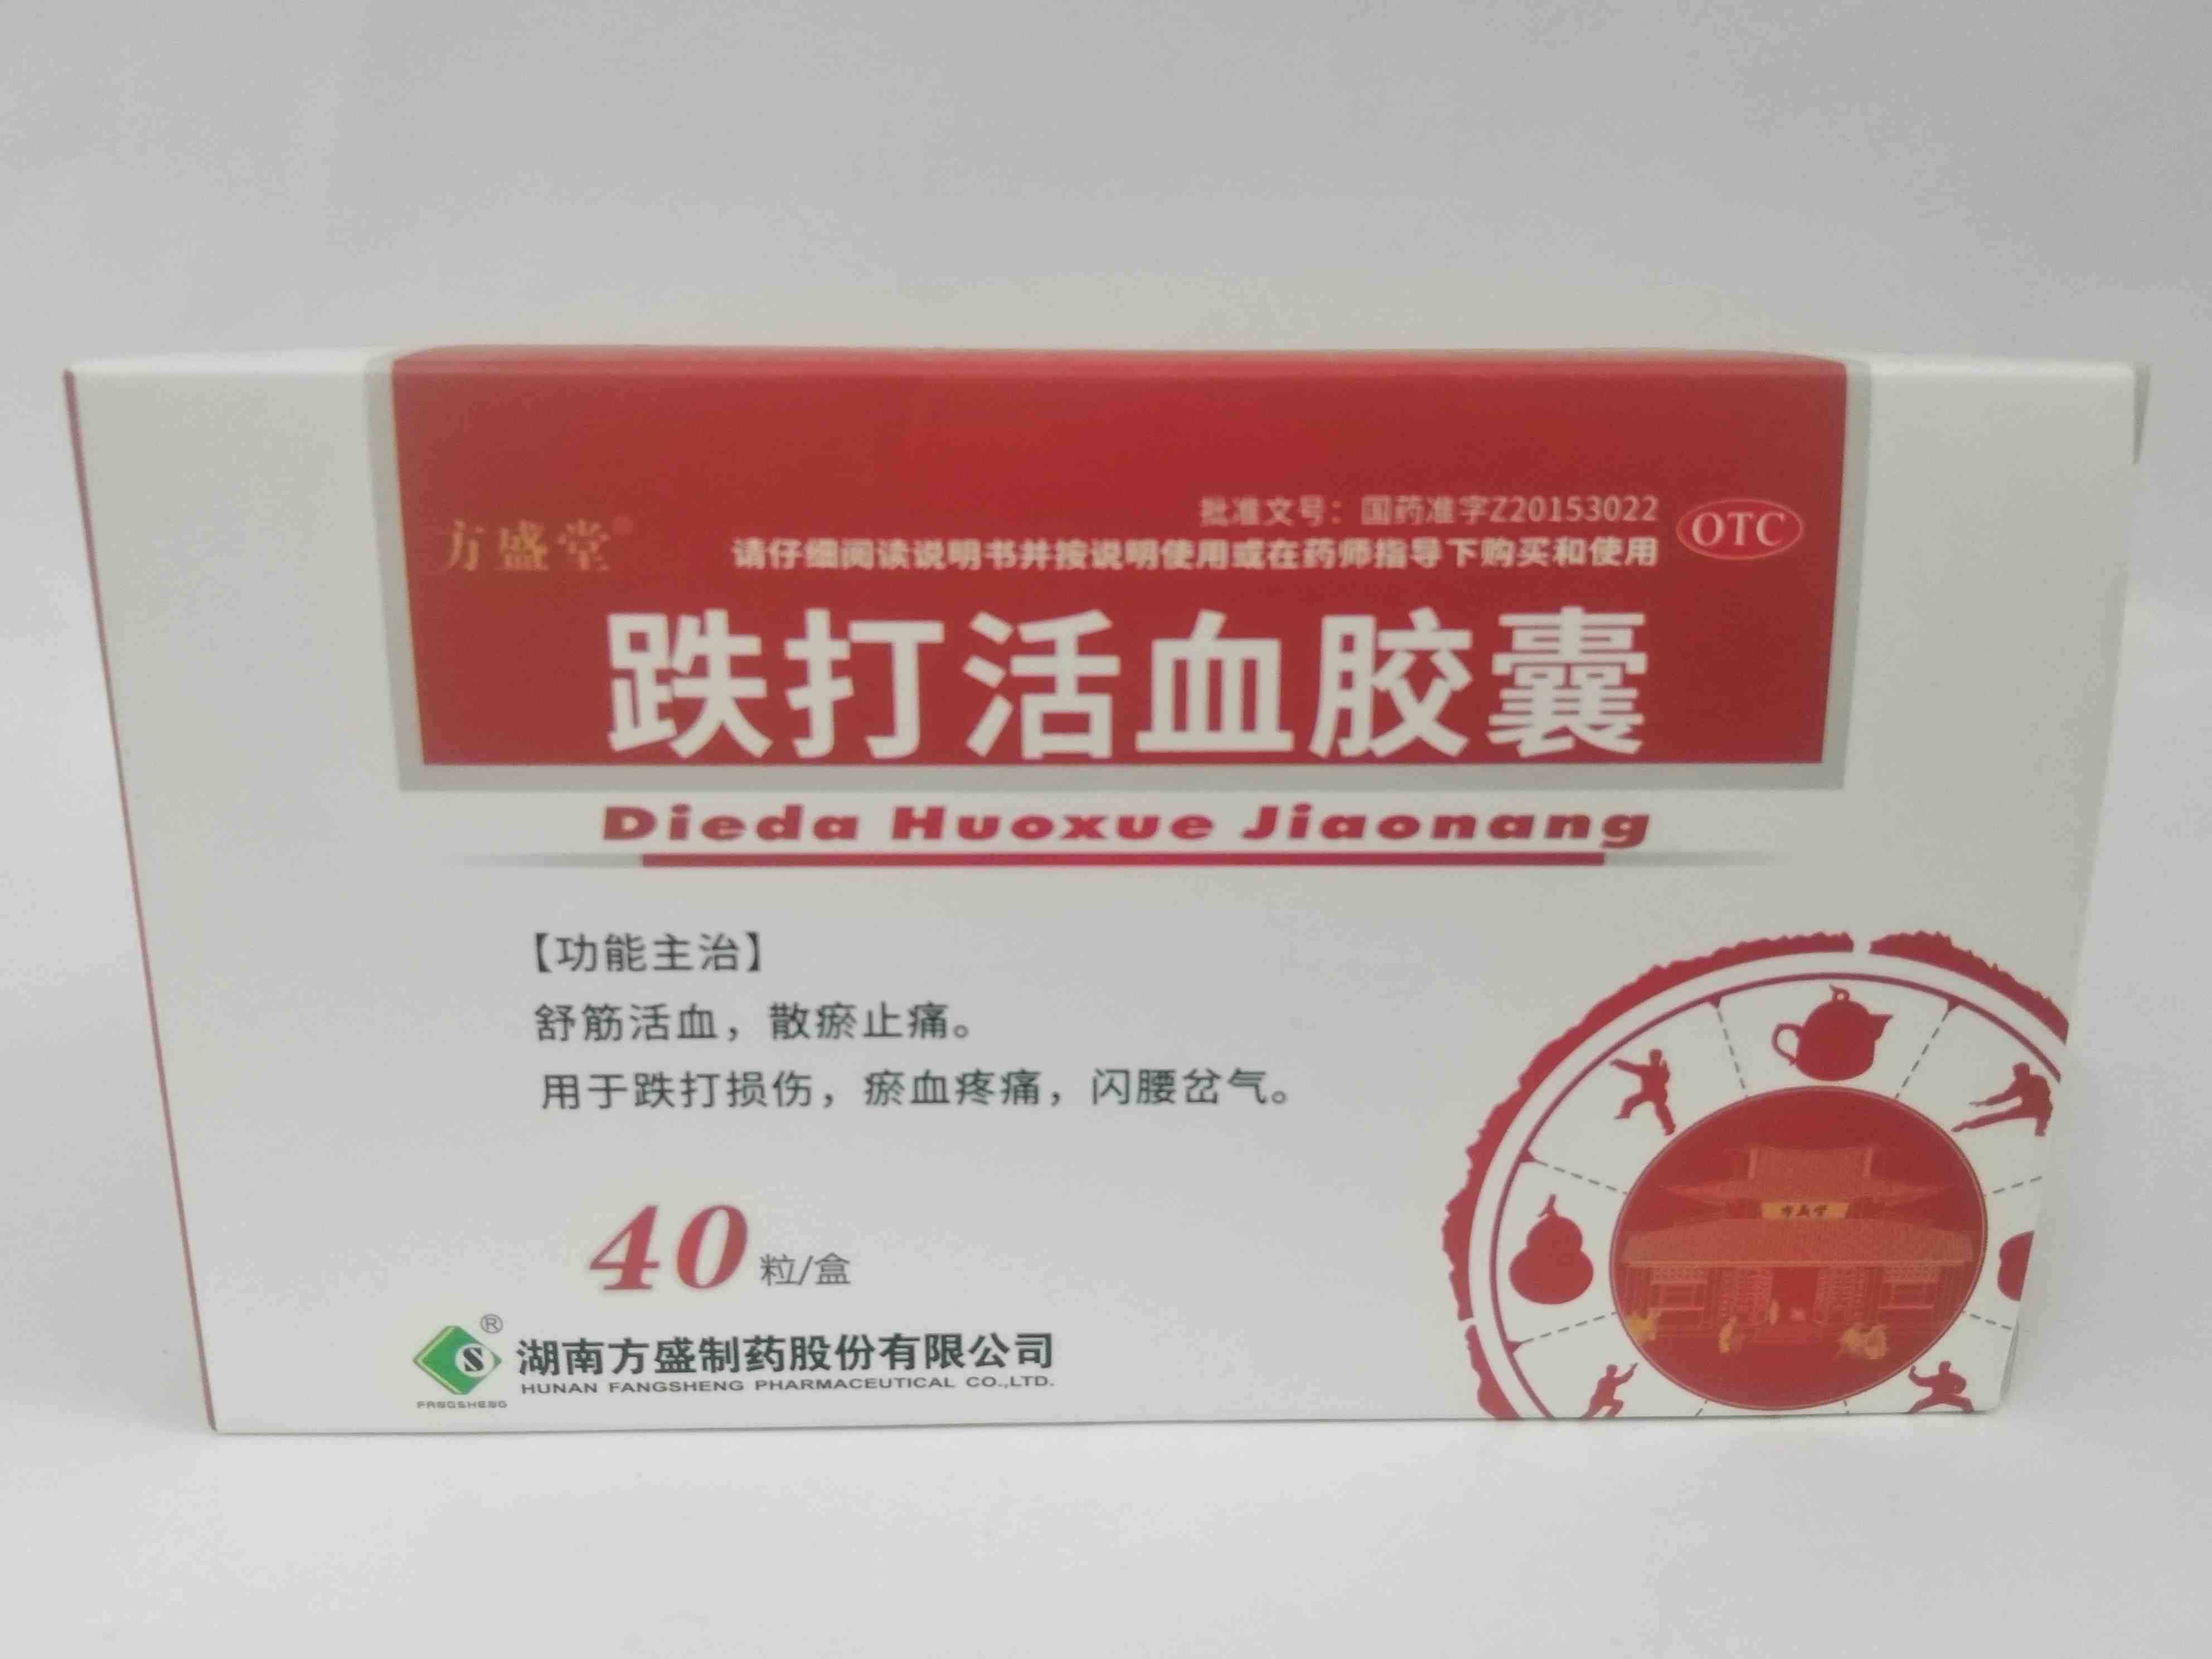 批准文号：国药准字Z20153022
OTC
方盛堂®
请仔细阅读说明书并按说明使用或在药师指导下购买和使用
跌打活血胶囊
Dieda Huoxue Jiaonang
【功能主治】
舒筋活血，散瘀止痛。
用于跌打损伤，瘀血疼痛，闪腰岔气。
方盛堂
40粒/盒
S®
FANGSHENG
湖南方盛制药股份有限公司
HUNAN FANGSHENG PHARMACEUTICAL CO.,LTD.